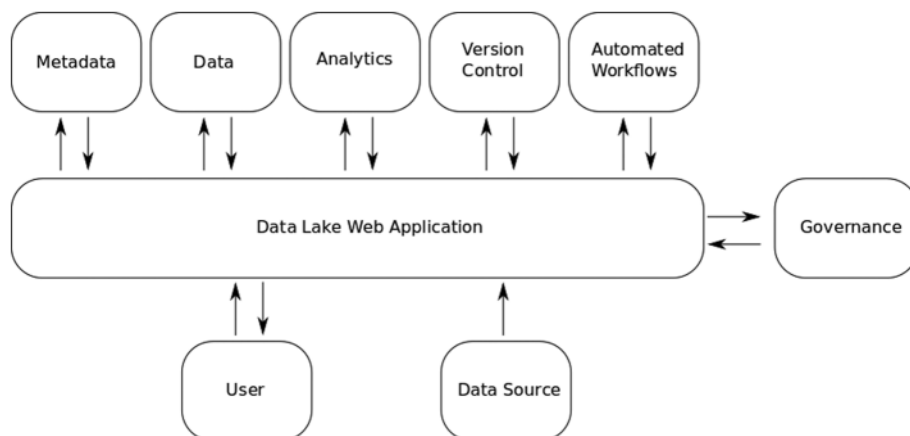 Metadata
Data
Analytics
Version
Control
Automated
Workflows
Data Lake Web Application
Governance
User
Data Source